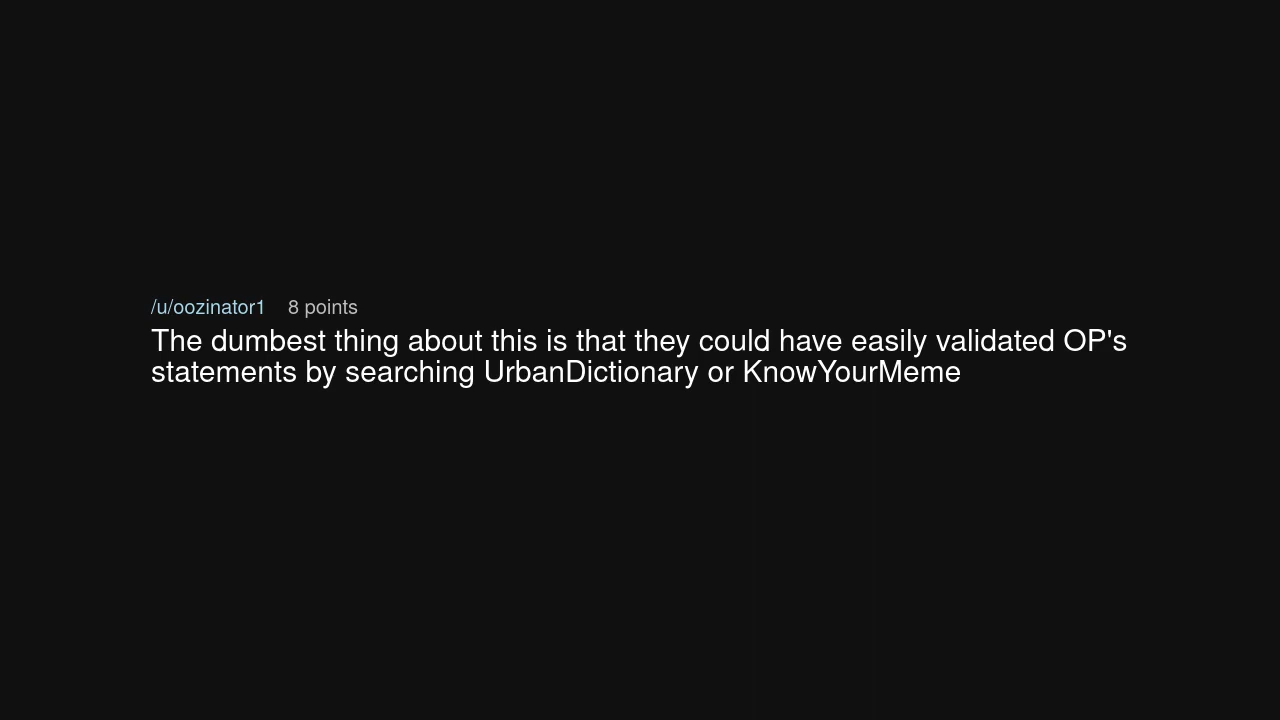 /u/oozinator1 8 points
The dumbest thing about this is that they could have easily validated OP's
statements by searching UrbanDictionary or KnowYourMeme